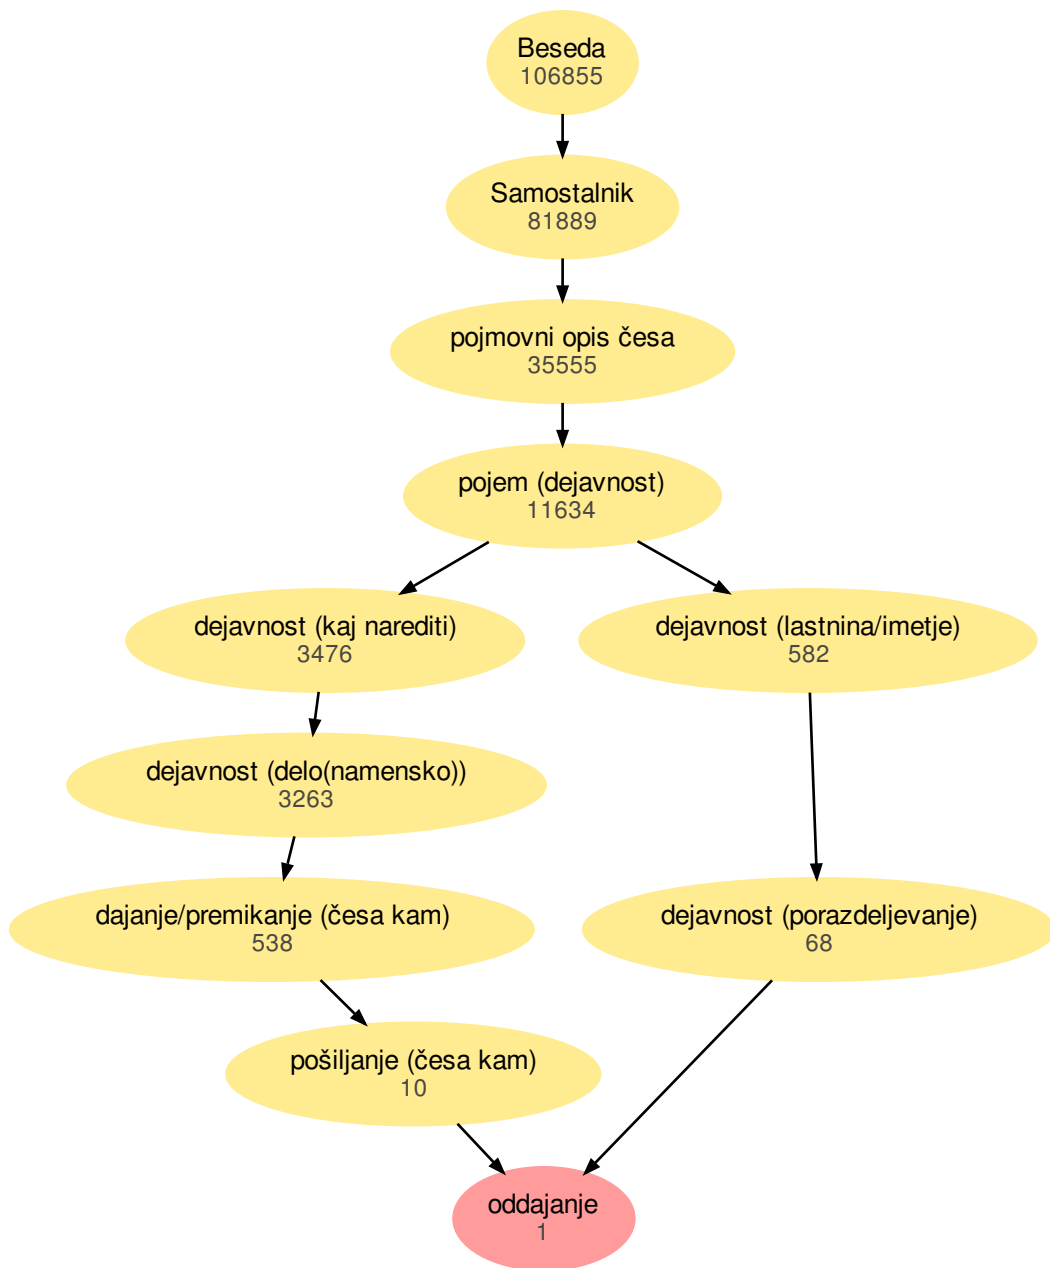 Beseda
106855
Samostalnik
81889
pojmovni opis česa
35555
pojem (dejavnost)
11634
dejavnost (kaj narediti)
3476
dejavnost (lastnina/imetje)
582
dejavnost (delo(namensko))
3263
dajanje/premikanje (česa kam)
538
dejavnost (porazdeljevanje)
68
pošiljanje (česa kam)
10
oddajanje
1